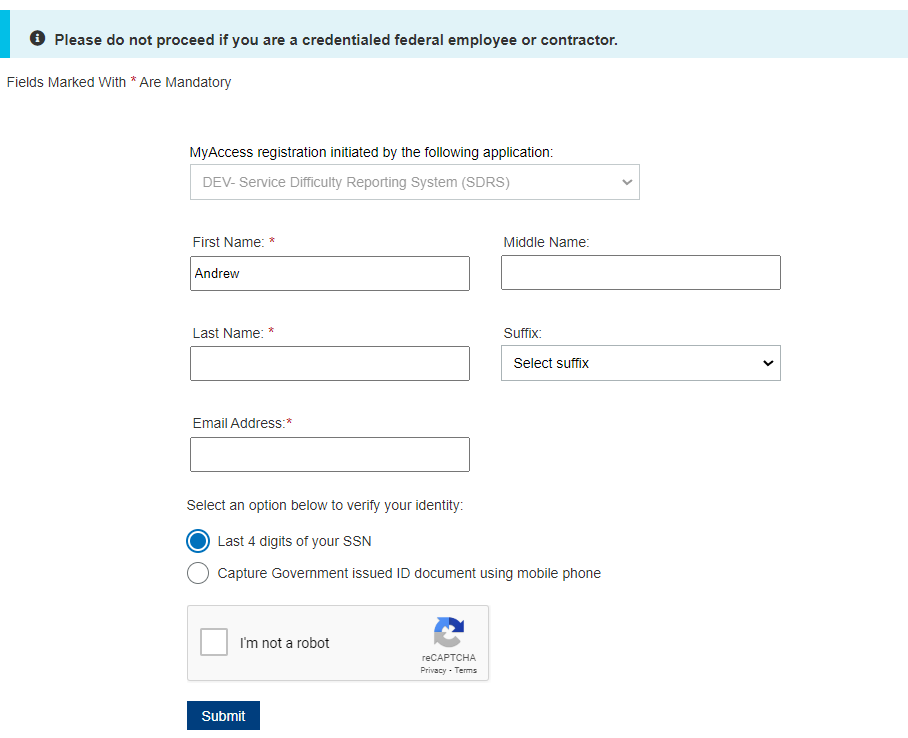 Please do not proceed if you are a credentialed federal employee or contractor.
Fields Marked With * Are Mandatory
MyAccess registration initiated by the following application:
DEV- Service Difficulty Reporting System (SDRS)
First Name: *
Middle Name:
Andrew
Last Name: *
Suffix:
Select suffix
Email Address:*
Select an option below to verify your identity:
Last 4 digits of your SSN
Capture Government issued ID document using mobile phone
I'm not a robot
reCAPTCHA
Privacy - Terms
Submit